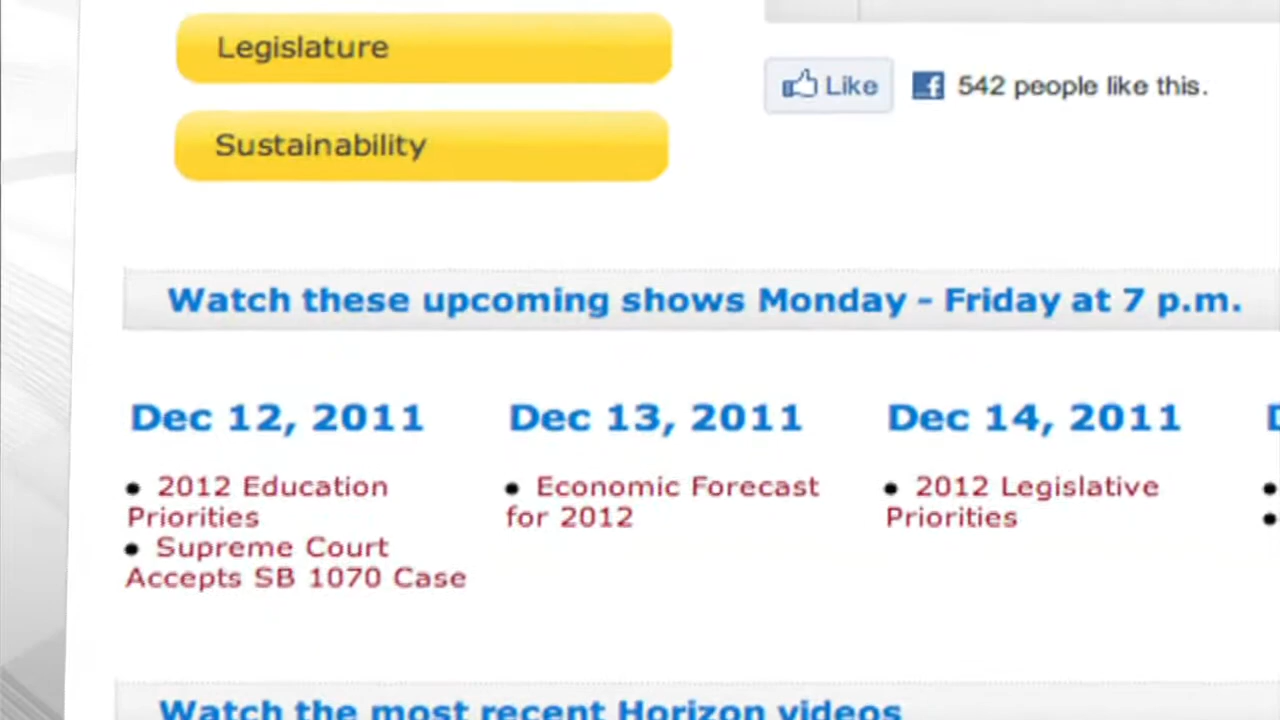 Legislature
Like
542 people like this.
Sustainability
Watch these upcoming shows Monday - Friday at 7 p.m.
Dec 12, 2011
Dec 13, 2011
Dec 14, 2011
• 2012 Education
Priorities
• Supreme Court
Accepts SB 1070 Case
• Economic Forecast
for 2012
• 2012 Legislative
Priorities
Watch the most recent Horizon videos